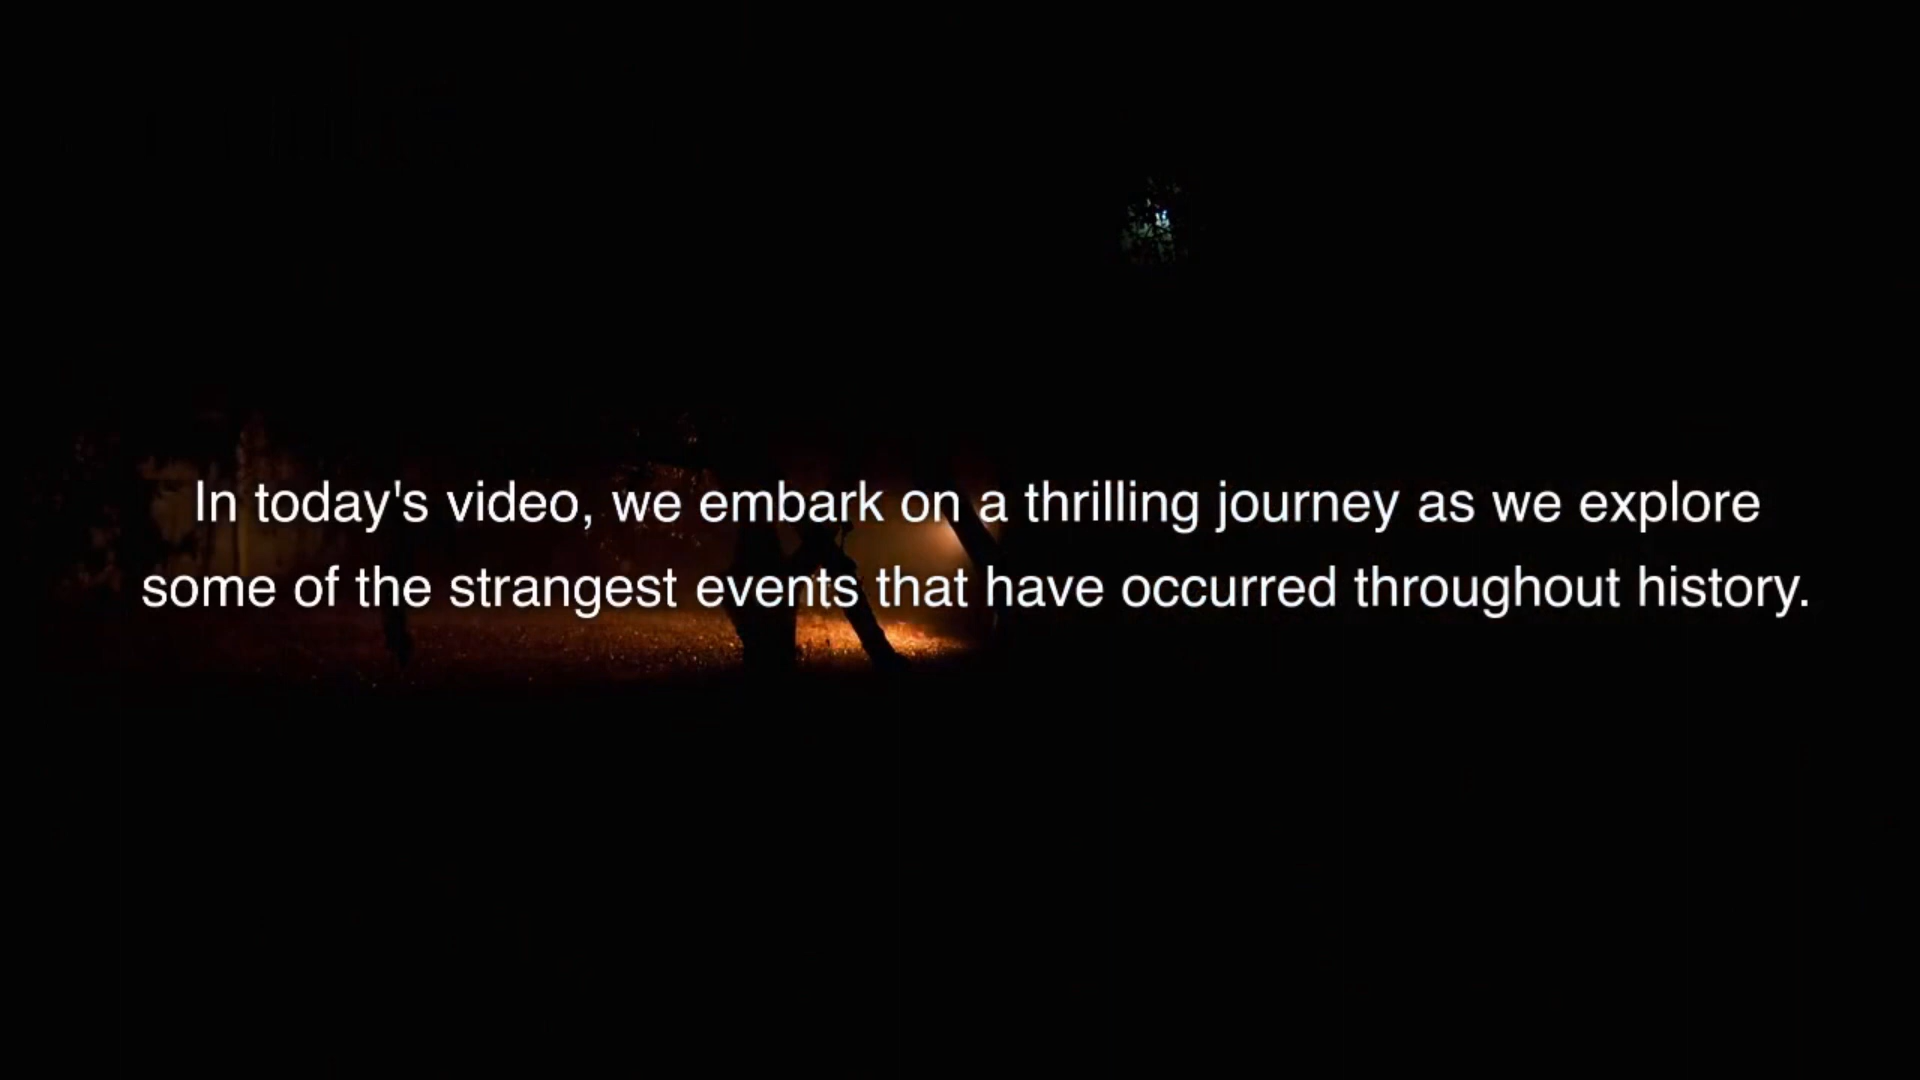 In today's video, we embark on a thrilling journey as we explore
some of the strangest events that have occurred throughout history.